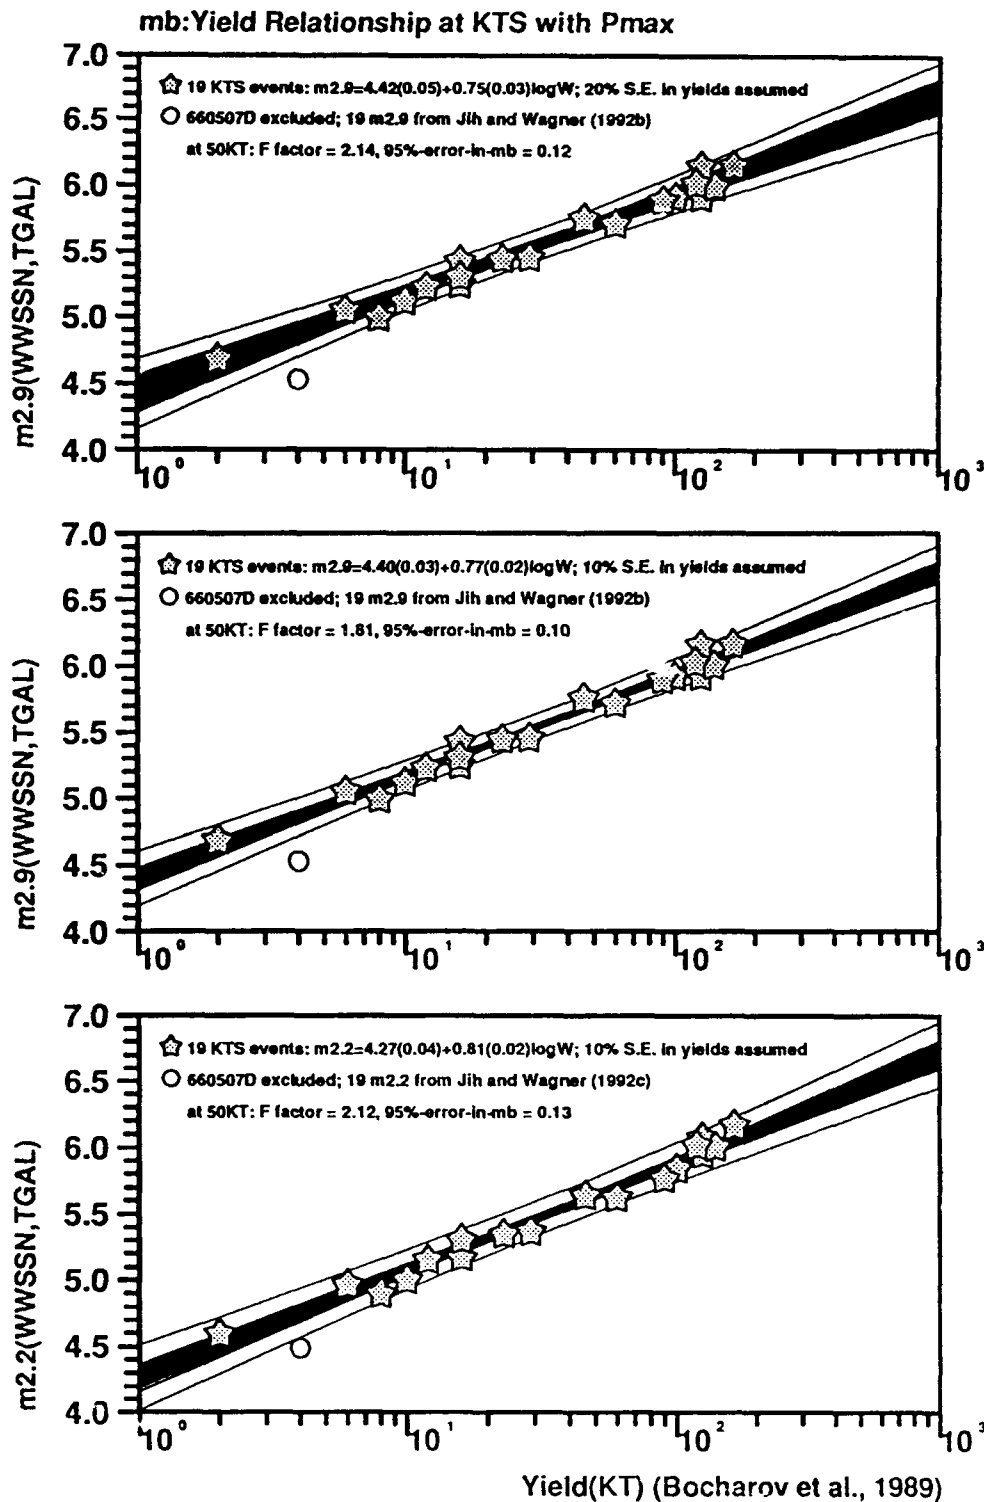 mb:Yield Relationship at KTS with Pmax
7.0
19 KTS events: m2.9=4.42(0.05)+0.75(0.03)logW; 20% S.E. in yields assumed
6.5
660507D excluded; 19 m2.9 from Jih and Wagner (1992b)
at 50KT: F factor = 2.14, 95%-error-in-mb = 0.12
6.0
5.5
5.0
4.5
4.0
m2.9(WWSSN,TGAL)
10⁰ 10¹ 10² 10³
7.0
19 KTS events: m2.9=4.40(0.03)+0.77(0.02)logW; 10% S.E. in yields assumed
6.5
660507D excluded; 19 m2.9 from Jih and Wagner (1992b)
at 50KT: F factor = 1.81, 95%-error-in-mb = 0.10
6.0
5.5
5.0
4.5
4.0
m2.9(WWSSN,TGAL)
10⁰ 10¹ 10² 10³
7.0
19 KTS events: m2.2=4.27(0.04)+0.81(0.02)logW; 10% S.E. in yields assumed
6.5
660507D excluded; 19 m2.2 from Jih and Wagner (1992c)
at 50KT: F factor = 2.12, 95%-error-in-mb = 0.13
6.0
5.5
5.0
4.5
4.0
m2.2(WWSSN,TGAL)
10⁰ 10¹ 10² 10³
Yield(KT) (Bocharov et al., 1989)